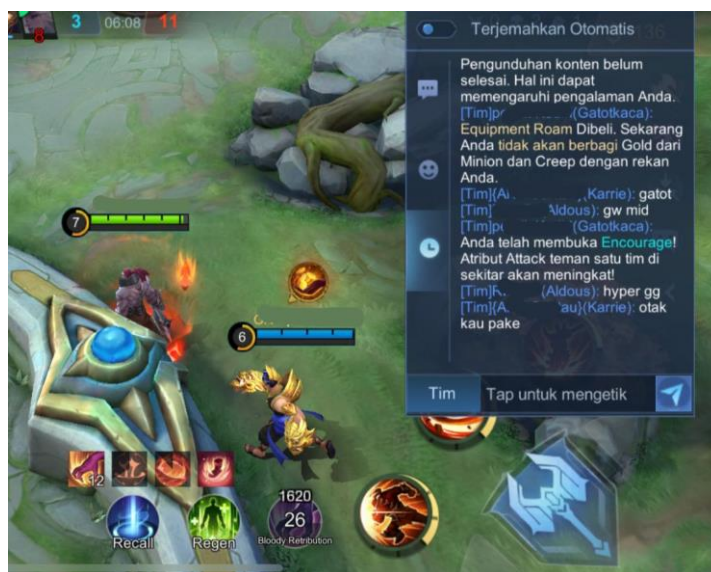 3 06:08 11
8
Terjemahkan Otomatis
Pengunduhan konten belum
selesai. Hal ini dapat
memengaruhi pengalaman Anda.
[Tim] (Gatotkaca):
Equipment Roam Dibeli. Sekarang
Anda tidak akan berbagi Gold dari
Minion dan Creep dengan rekan
Anda.
[Tim] Karrie): gatot
[Tim] Aldous): gw mid
[Tim] (Gatotkaca):
Anda telah membuka Encourage!
Atribut Attack teman satu tim di
sekitar akan meningkat!
[Tim] (Aldous): hyper gg
[Tim] (Karrie): otak
kau pake
Tim Tap untuk mengetik
7
6
12
Recall
Regen
1620
26
Bloody Retribution